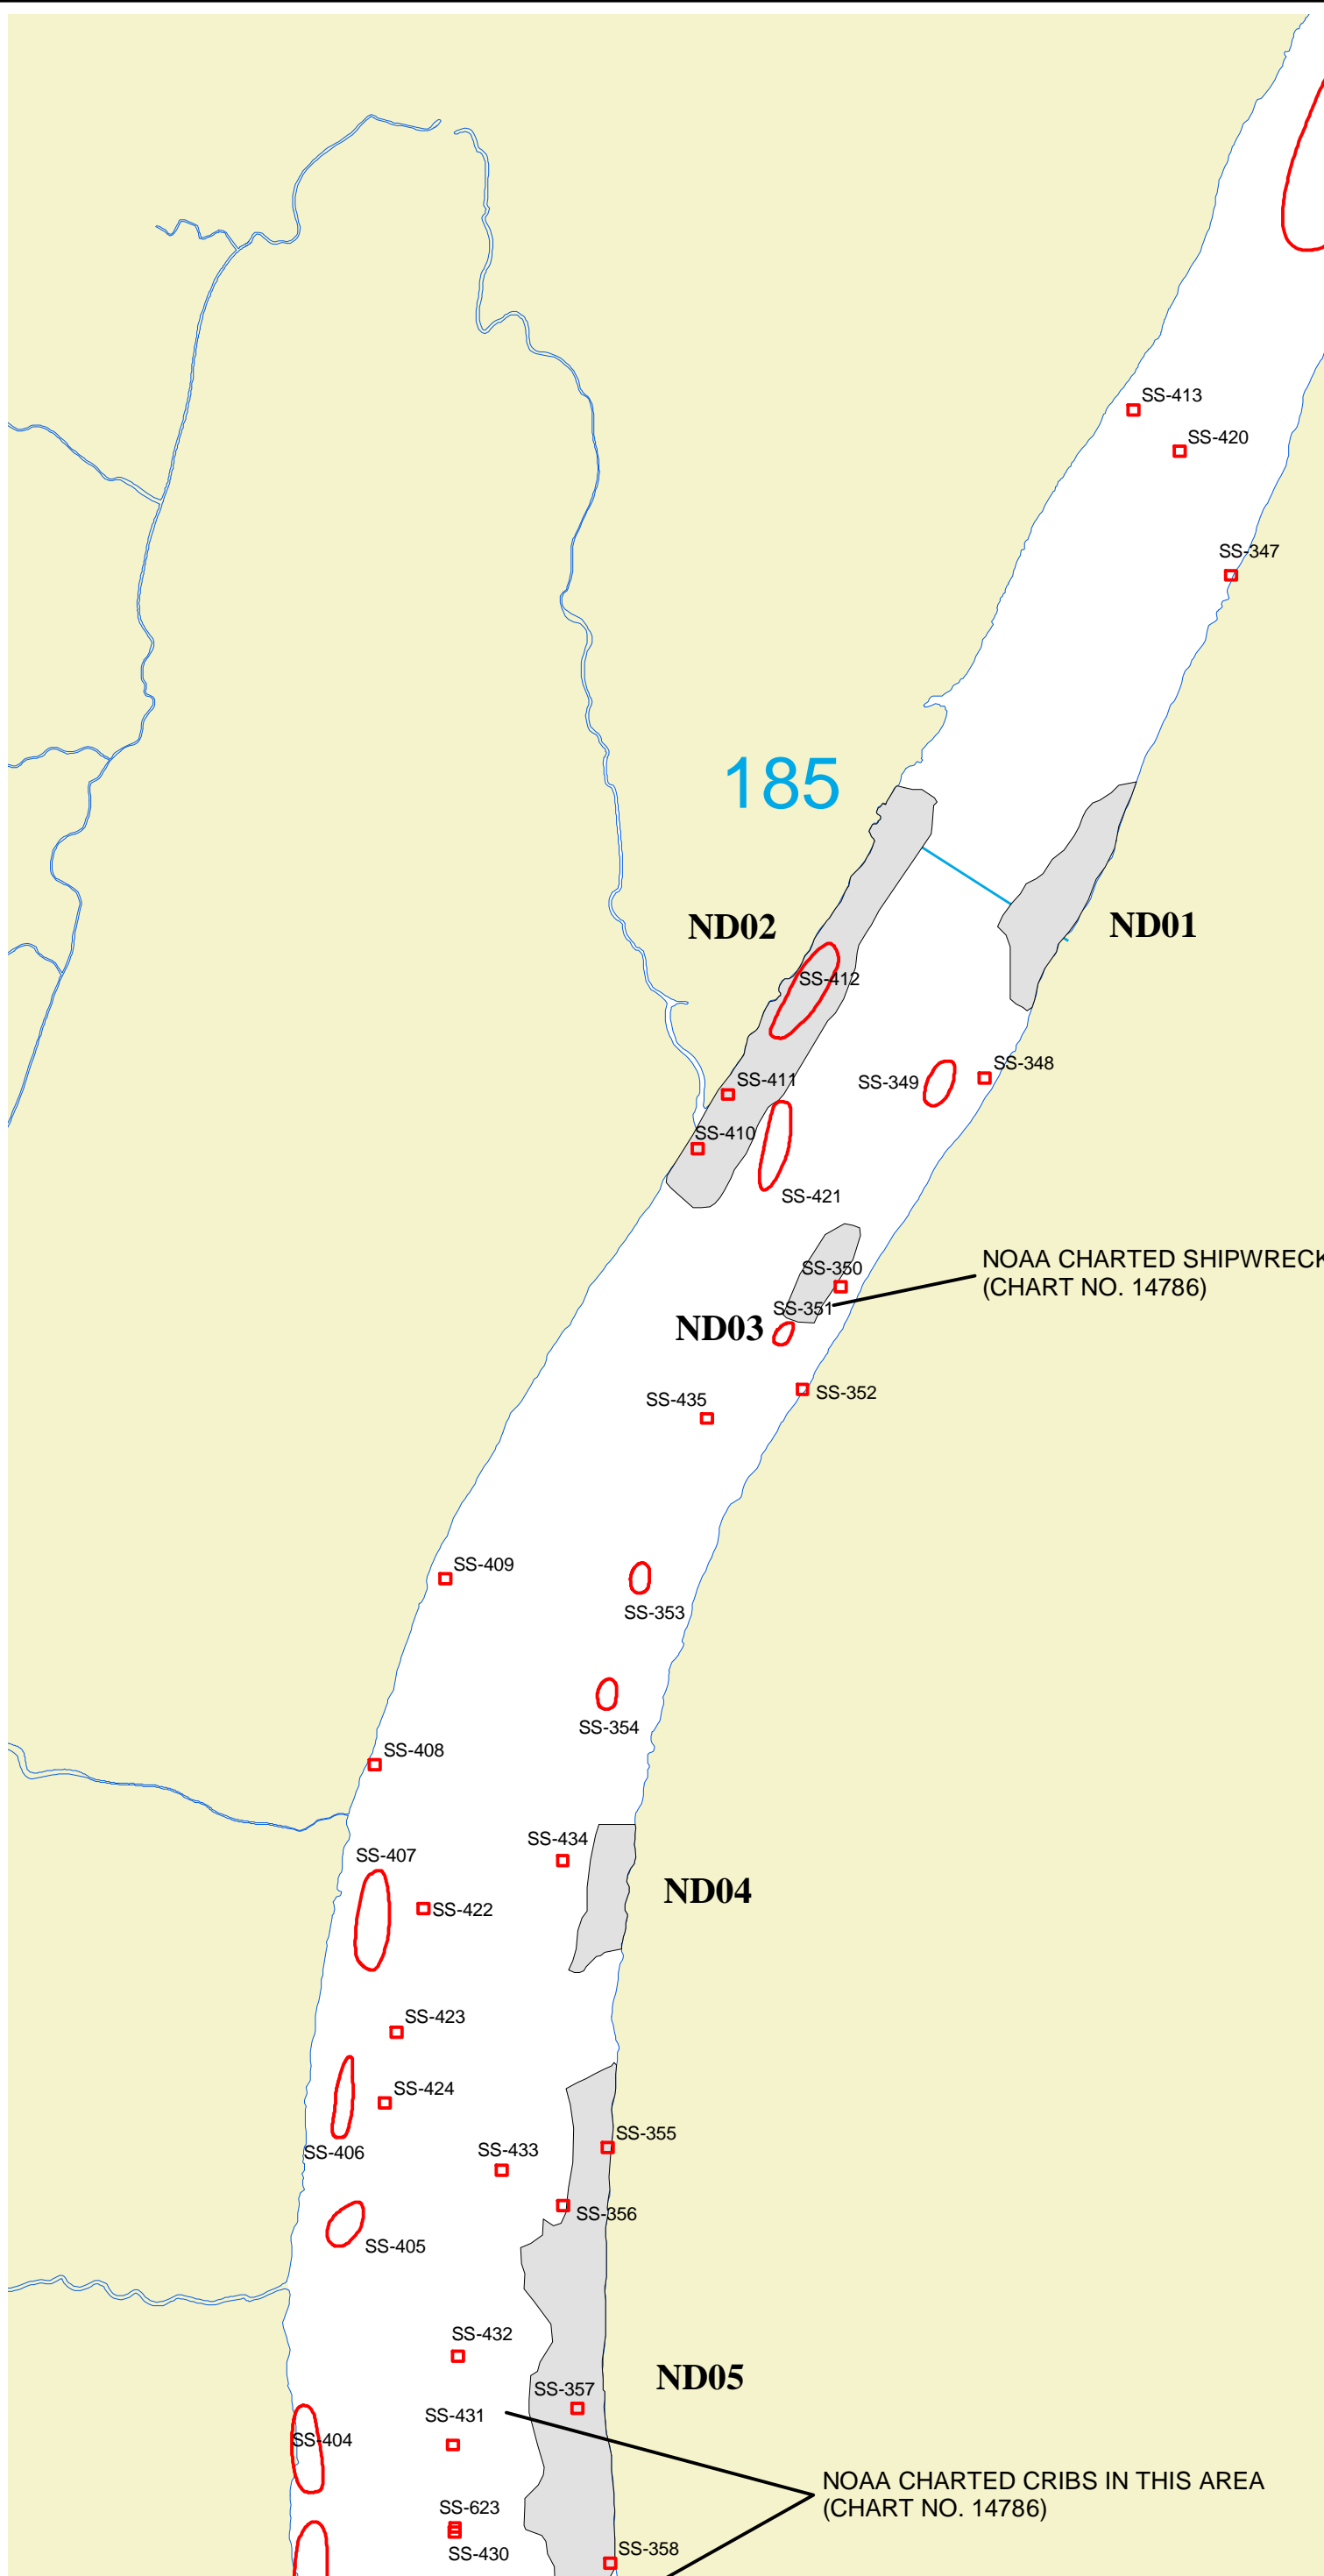 SS-413
SS-420
SS-347
185
ND02
ND01
SS-412
SS-348
SS-411
SS-349
SS-410
SS-421
NOAA CHARTED SHIPWRECK
(CHART NO. 14786)
SS-350
SS-351
ND03
SS-352
SS-435
SS-409
SS-353
SS-354
SS-408
SS-434
SS-407
ND04
SS-422
SS-423
SS-424
SS-355
SS-406
SS-433
SS-356
SS-405
SS-432
ND05
SS-357
SS-431
SS-404
NOAA CHARTED CRIBS IN THIS AREA
(CHART NO. 14786)
SS-623
SS-358
SS-430